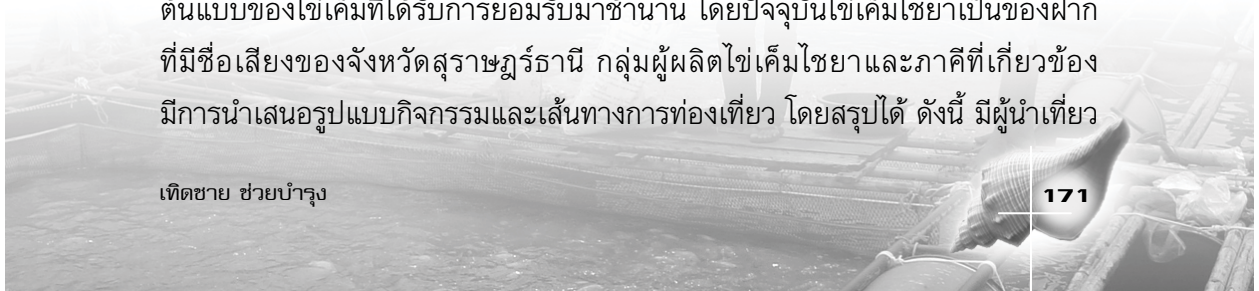 ต้นแบบของไข่เค็มที่ได้รับการยอมรับมาช้านาน โดยปัจจุบันไข่เค็มไชยาเป็นของฝาก
ที่มีชื่อเสียงของจังหวัดสุราษฎร์ธานี กลุ่มผู้ผลิตไข่เค็มไชยาและภาคีที่เกี่ยวข้อง
มีการนำเสนอรูปแบบกิจกรรมและเส้นทางการท่องเที่ยว โดยสรุปได้ ดังนี้ มีผู้นำเที่ยว
เทิดชาย ช่วยบำรุง
171